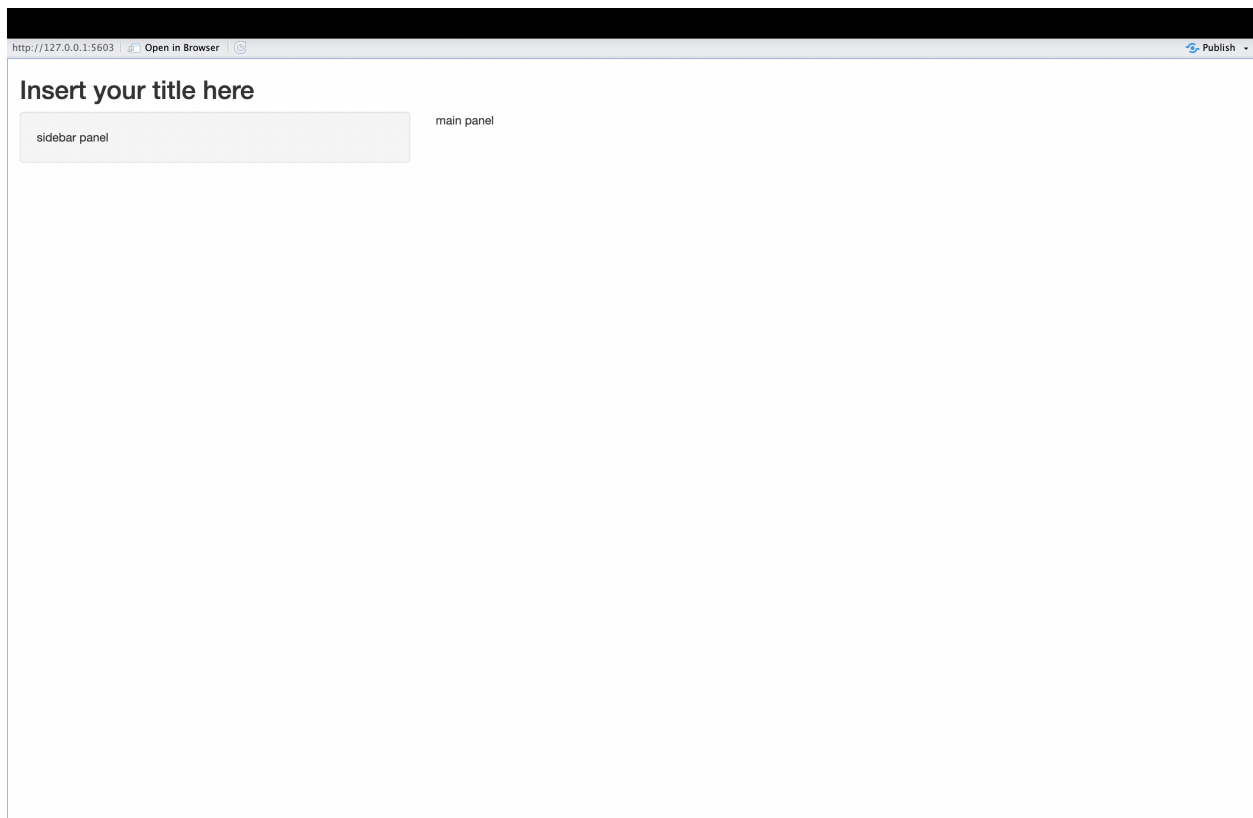 http://127.0.0.1:5603 Open in Browser Publish
Insert your title here
sidebar panel
main panel